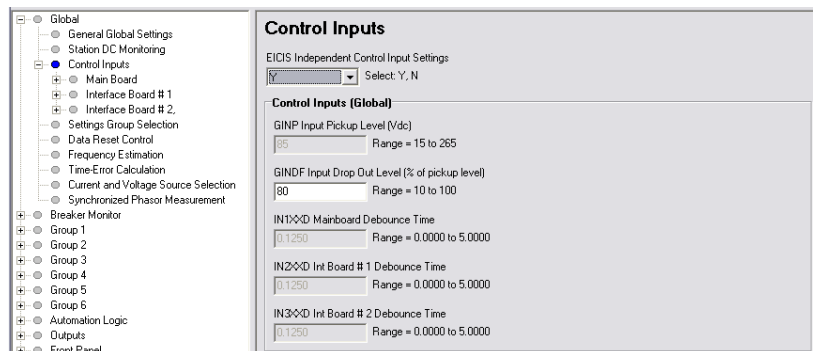 Global
General Global Settings
Station DC Monitoring
Control Inputs
Main Board
Interface Board # 1
Interface Board # 2,
Settings Group Selection
Data Reset Control
Frequency Estimation
Time-Error Calculation
Current and Voltage Source Selection
Synchronized Phasor Measurement
Breaker Monitor
Group 1
Group 2
Group 3
Group 4
Group 5
Group 6
Automation Logic
Outputs
Front Panel
Control Inputs
EICIS Independent Control Input Settings
Y Select: Y, N
Control Inputs (Global)
GINP Input Pickup Level (Vdc)
85 Range = 15 to 265
GINDF Input Drop Out Level (% of pickup level)
80 Range = 10 to 100
IN1XXD Mainboard Debounce Time
0.1250 Range = 0.0000 to 5.0000
IN2XXD Int Board # 1 Debounce Time
0.1250 Range = 0.0000 to 5.0000
IN3XXD Int Board # 2 Debounce Time
0.1250 Range = 0.0000 to 5.0000